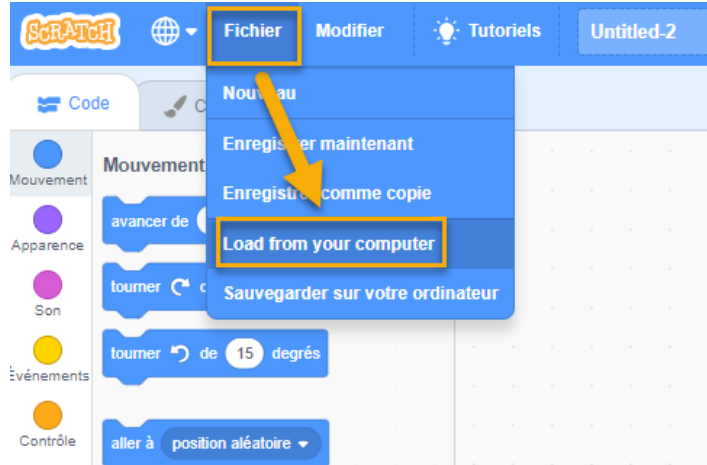 SCRATCH Fichier Modifier Tutoriels Untitled-2
Code
Nouveau
Enregistrer maintenant
Enregistrer comme copie
Load from your computer
Sauvegarder sur votre ordinateur
Mouvement
Apparence
Son
Événements
Contrôle
Mouvement
avancer de
tourner
tourner de 15 degrés
aller à position aléatoire